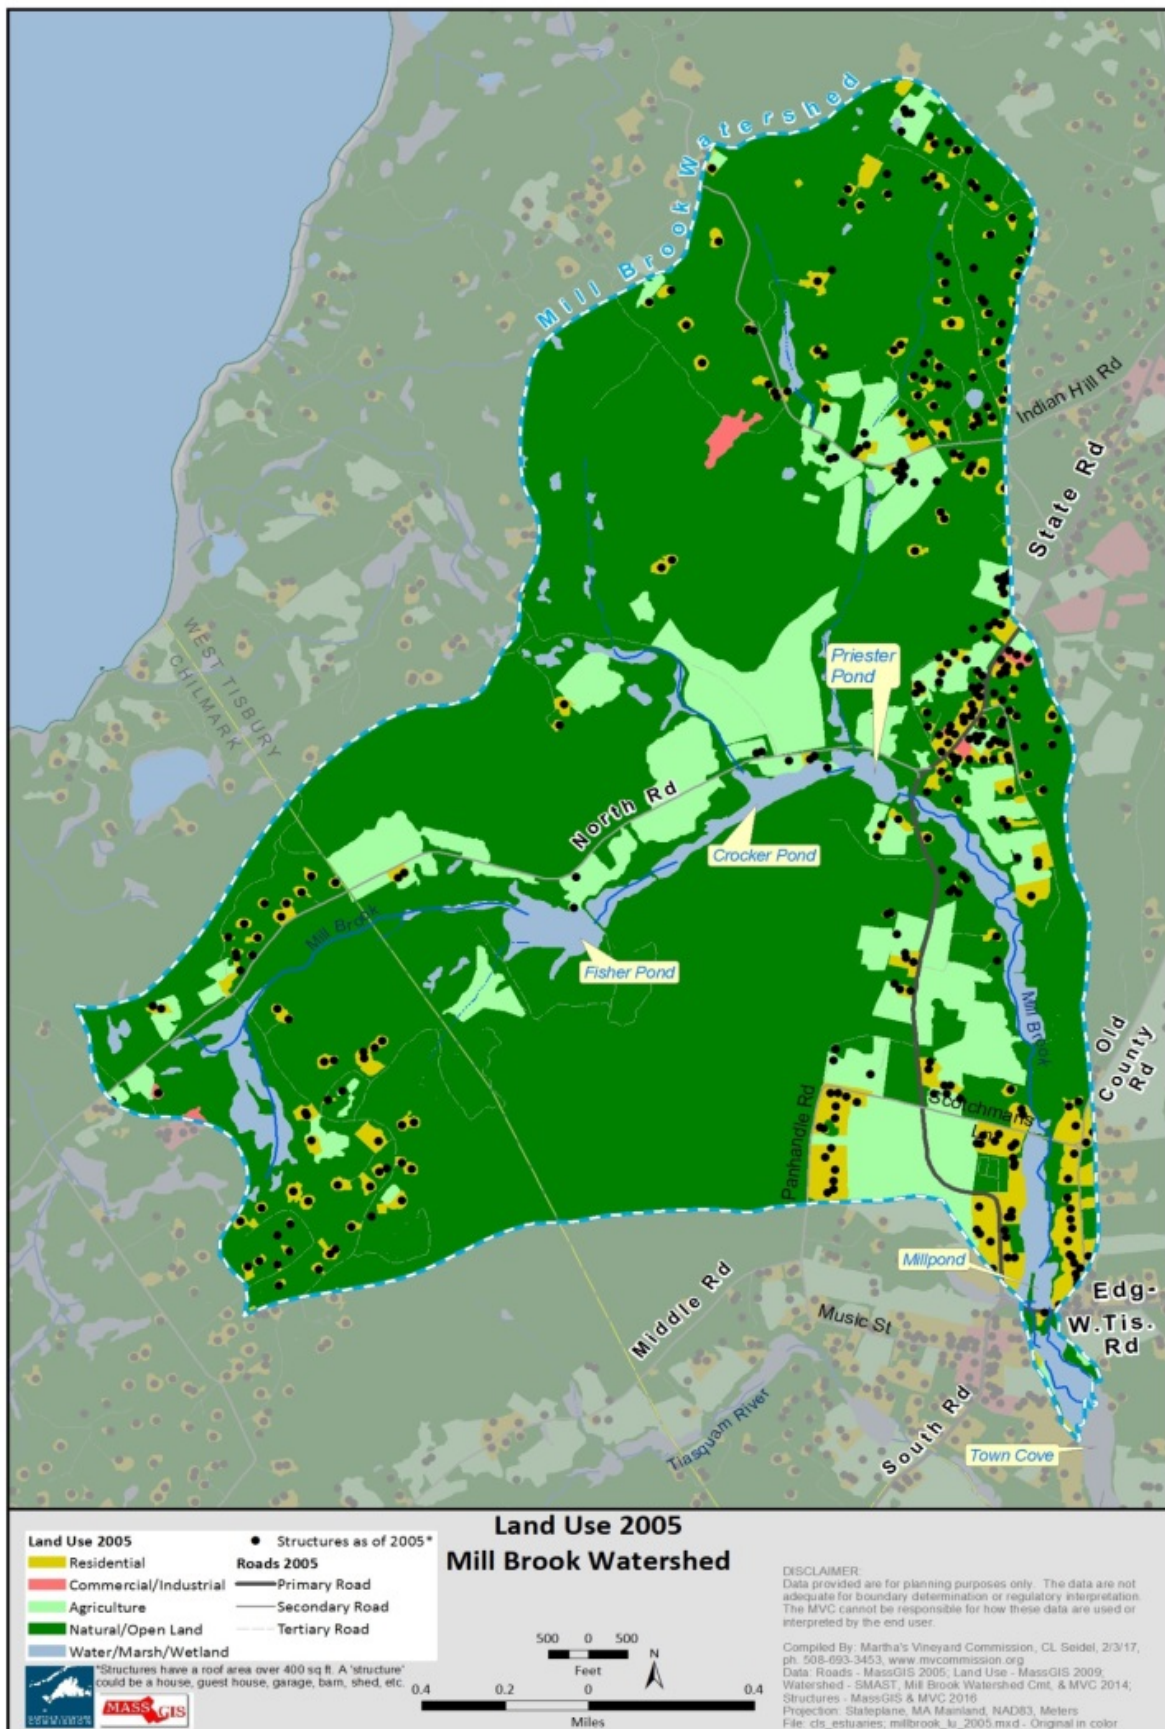 Mill Brook Watershed
Indian Hill Rd
State Rd
WEST TISBURY
CHILMARK
Priester
Pond
North Rd
Crocker Pond
Mill Brook
Fisher Pond
Mill Brook
Old
County
Rd
Scotchmans
Ln
Panhandle Rd
Millpond
Edg-
W.Tis.
Rd
Middle Rd
Music St
Tiasquam River
South Rd
Town Cove
Land Use 2005
Mill Brook Watershed
Land Use 2005
Residential
Commercial/Industrial
Agriculture
Natural/Open Land
Water/Marsh/Wetland
Structures as of 2005*
Roads 2005
Primary Road
Secondary Road
Tertiary Road
*Structures have a roof area over 400 sq ft. A 'structure'
could be a house, guest house, garage, barn, shed, etc.
COMMISSION
MASS GIS
500 0 500
Feet
N
0.4 0.2 0 0.4
Miles
DISCLAIMER:
Data provided are for planning purposes only. The data are not
adequate for boundary determination or regulatory interpretation.
The MVC cannot be responsible for how these data are used or
interpreted by the end user.
Compiled By: Martha's Vineyard Commission, CL Seidel, 2/3/17,
ph. 508-693-3453, www.mvcommission.org
Data: Roads - MassGIS 2005; Land Use - MassGIS 2009;
Watershed - SMAST, Mill Brook Watershed Cmt, & MVC 2014;
Structures - MassGIS & MVC 2016
Projection: Stateplane, MA Mainland, NAD83, Meters
File: cls_estuaries; millbrook_lu_2005.mxd - Original in color